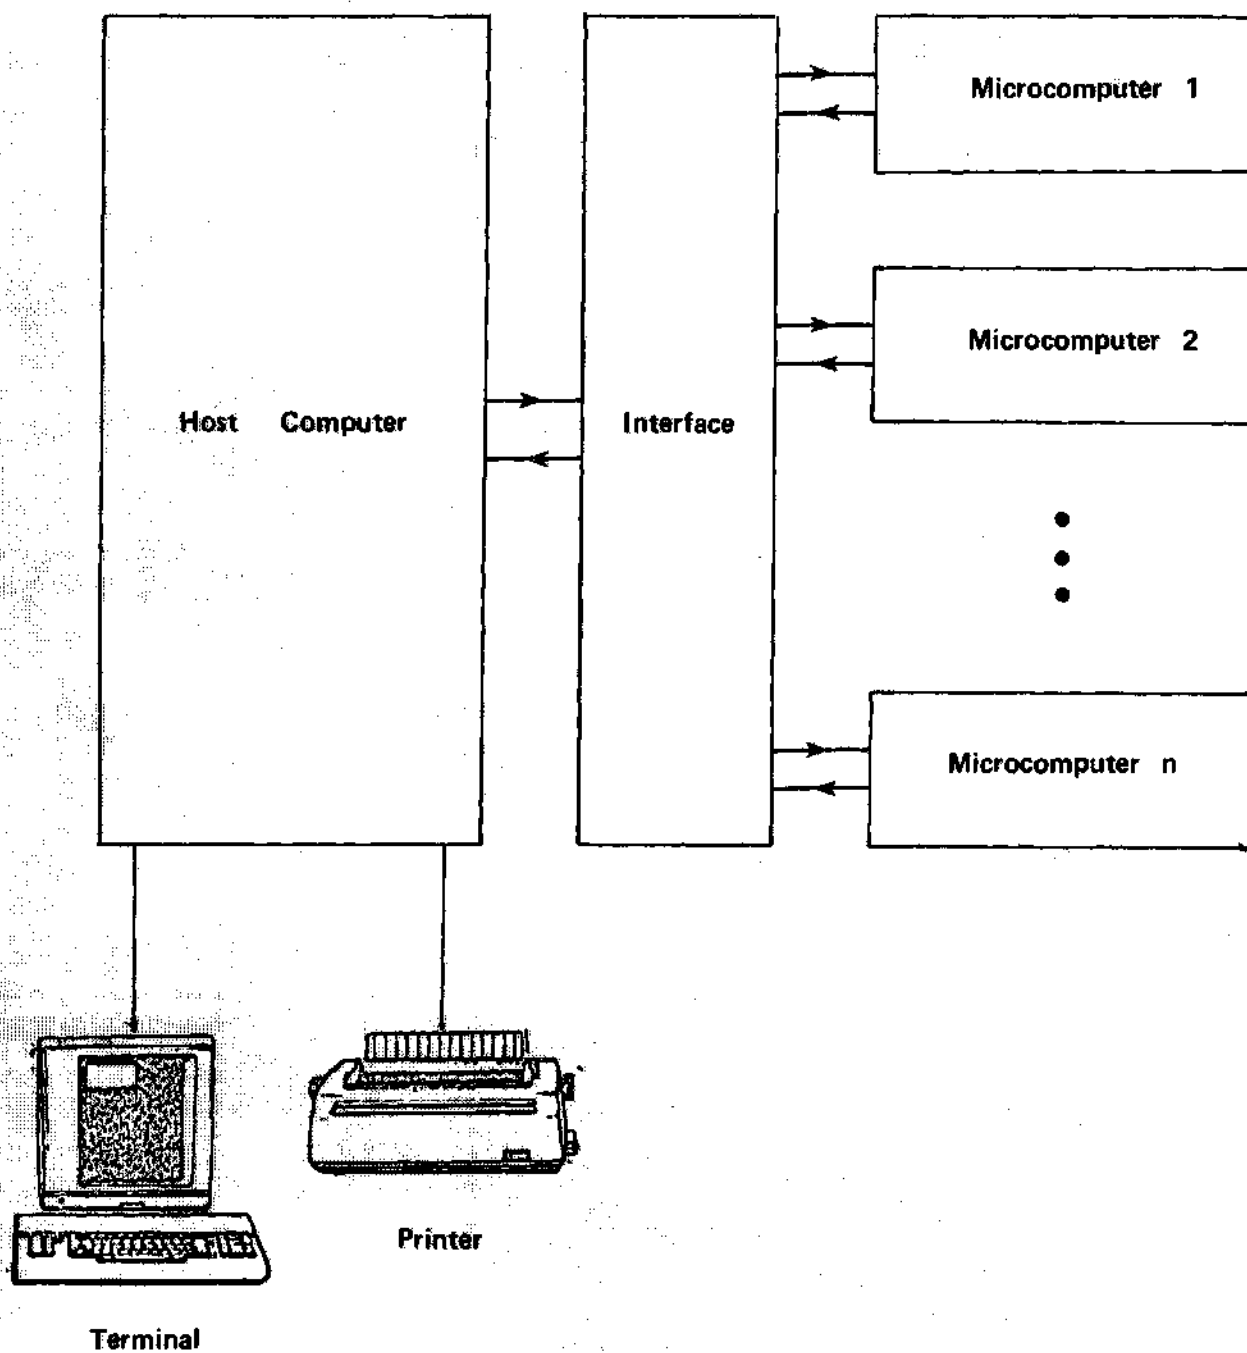 Microcomputer 1
Microcomputer 2
Host Computer
Interface
Microcomputer n
Printer
Terminal